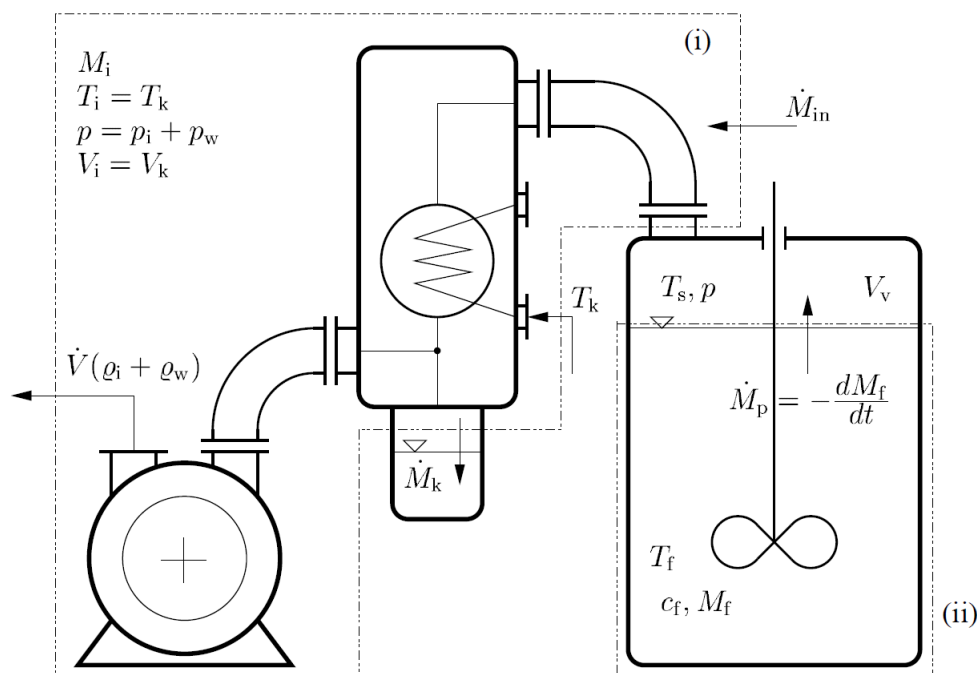 (i)
Ṁ_in
M_i
T_i = T_k
p = p_i + p_w
V_i = V_k
T_s, p
V_v
T_k
V̇(ϱ_i + ϱ_w)
Ṁ_p = −dM_f/dt
Ṁ_k
T_f
c_f, M_f
(ii)